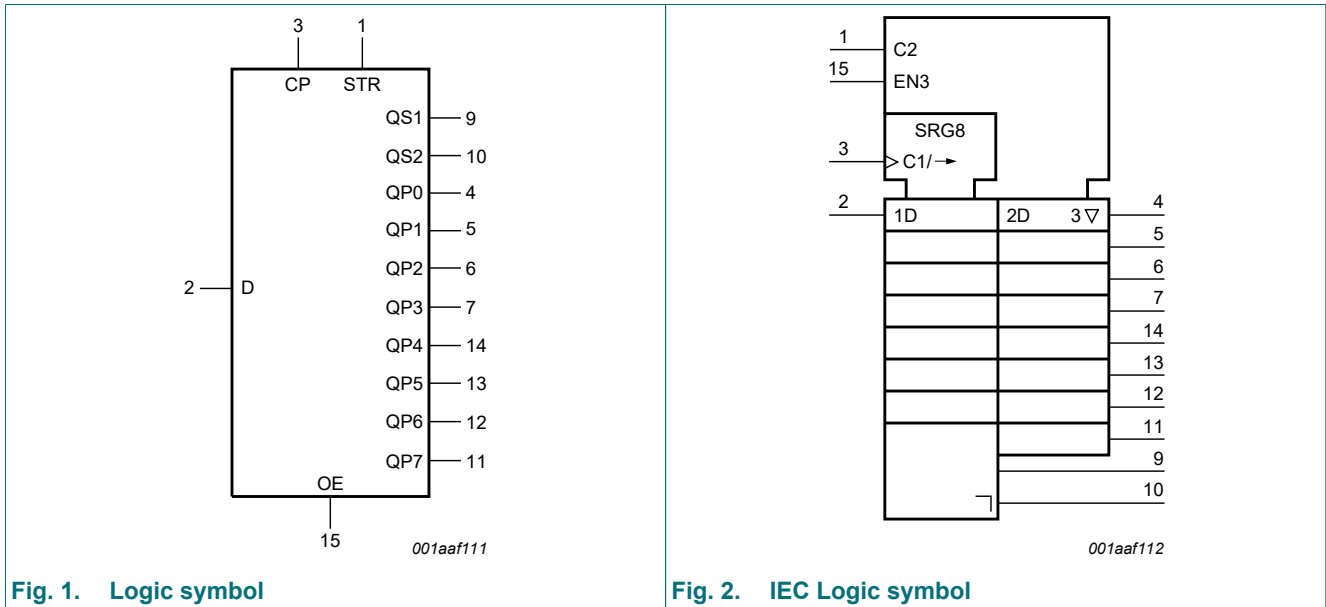 3 1
CP STR
QS1 9
QS2 10
QP0 4
QP1 5
QP2 6
QP3 7
2 D
QP4 14
QP5 13
QP6 12
QP7 11
OE
15
001aaf111
Fig. 1. Logic symbol
1 C2
15 EN3
SRG8
3 C1/→
2 1D 2D 3▽ 4
5
6
7
14
13
12
11
9
10
001aaf112
Fig. 2. IEC Logic symbol